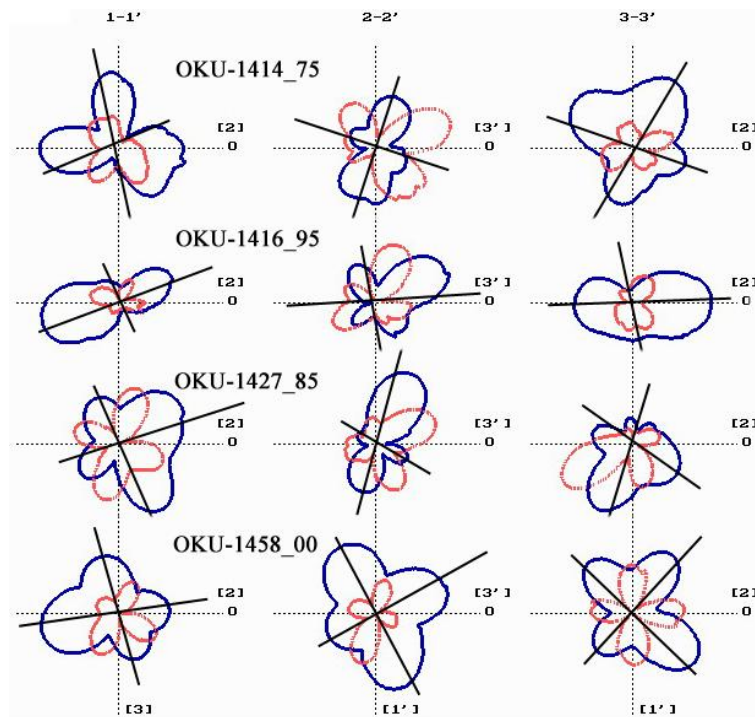 1-1' 2-2' 3-3'
OKU-1414_75
[2] [3'] [2]
0 0 0
OKU-1416_95
[2] [3'] [2]
0 0 0
OKU-1427_85
[2] [3'] [2]
0 0 0
OKU-1458_00
[2] [3'] [2]
0 0 0
[3] [1'] [1']